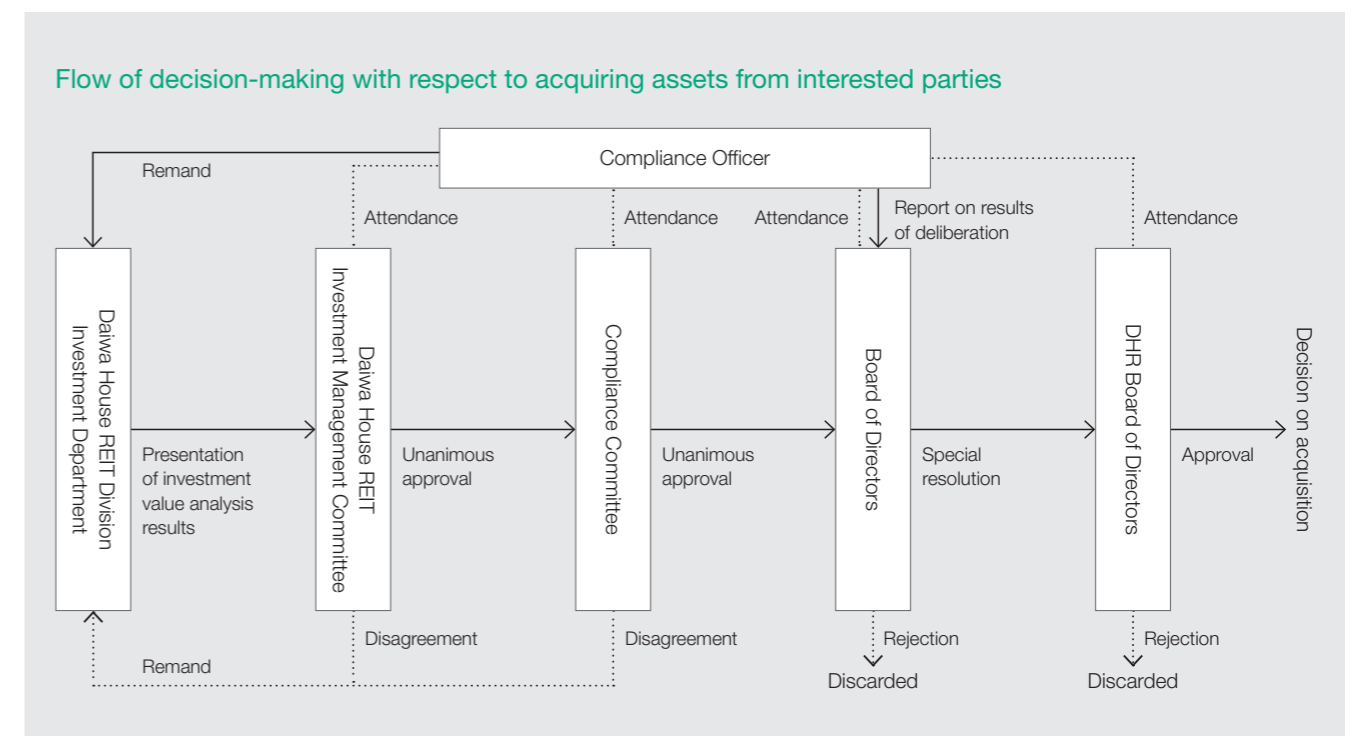 Flow of decision-making with respect to acquiring assets from interested parties
Compliance Officer
Remand
Attendance
Attendance
Attendance
Report on results
of deliberation
Attendance
Daiwa House REIT Division
Investment Department
Presentation
of investment
value analysis
results
Daiwa House REIT
Investment Management Committee
Unanimous
approval
Compliance Committee
Unanimous
approval
Board of Directors
Special
resolution
DHR Board of Directors
Approval
Decision on acquisition
Remand
Disagreement
Disagreement
Rejection
Discarded
Rejection
Discarded